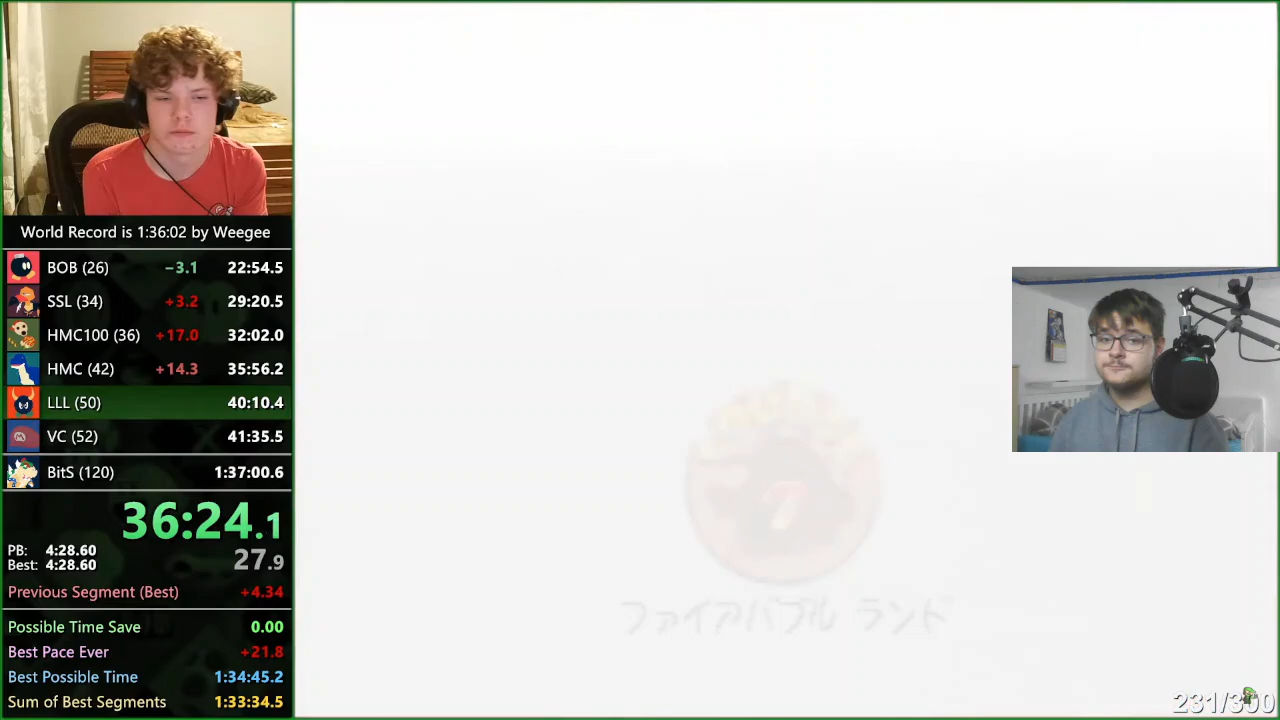 World Record is 1:36:02 by Weegee
BOB (26) −3.1 22:54.5
SSL (34) +3.2 29:20.5
HMC100 (36) +17.0 32:02.0
HMC (42) +14.3 35:56.2
LLL (50) 40:10.4
VC (52) 41:35.5
BitS (120) 1:37:00.6
36:24.1
PB: 4:28.60
Best: 4:28.60
27.9
Previous Segment (Best) +4.34
Possible Time Save 0.00
Best Pace Ever +21.8
Best Possible Time 1:34:45.2
Sum of Best Segments 1:33:34.5
7
ファイアバブル ランド
231/300